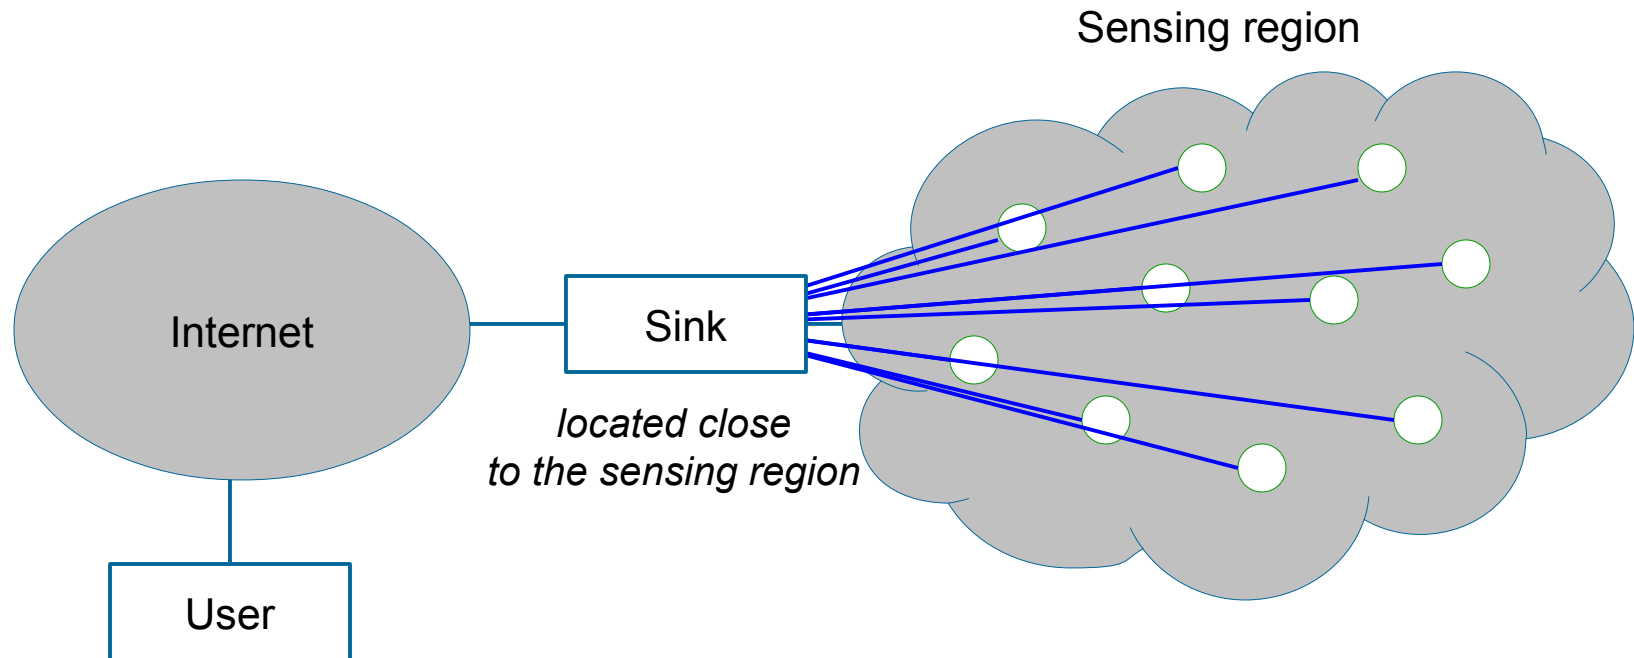 Sensing region
Internet
Sink
located close
to the sensing region
User